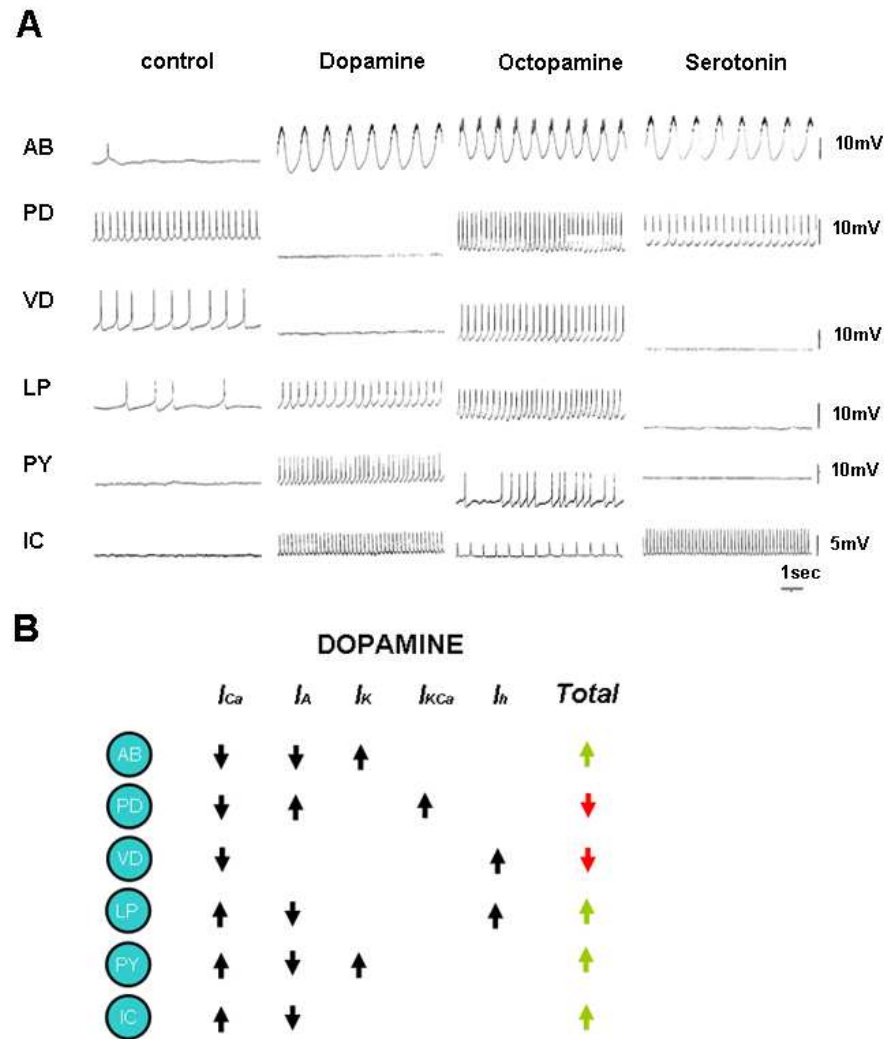 A
control Dopamine Octopamine Serotonin
AB 10mV
PD 10mV
VD 10mV
LP 10mV
PY 10mV
IC 5mV
1sec
B
DOPAMINE
ICa IA IK IKCa Ih Total
AB
PD
VD
LP
PY
IC